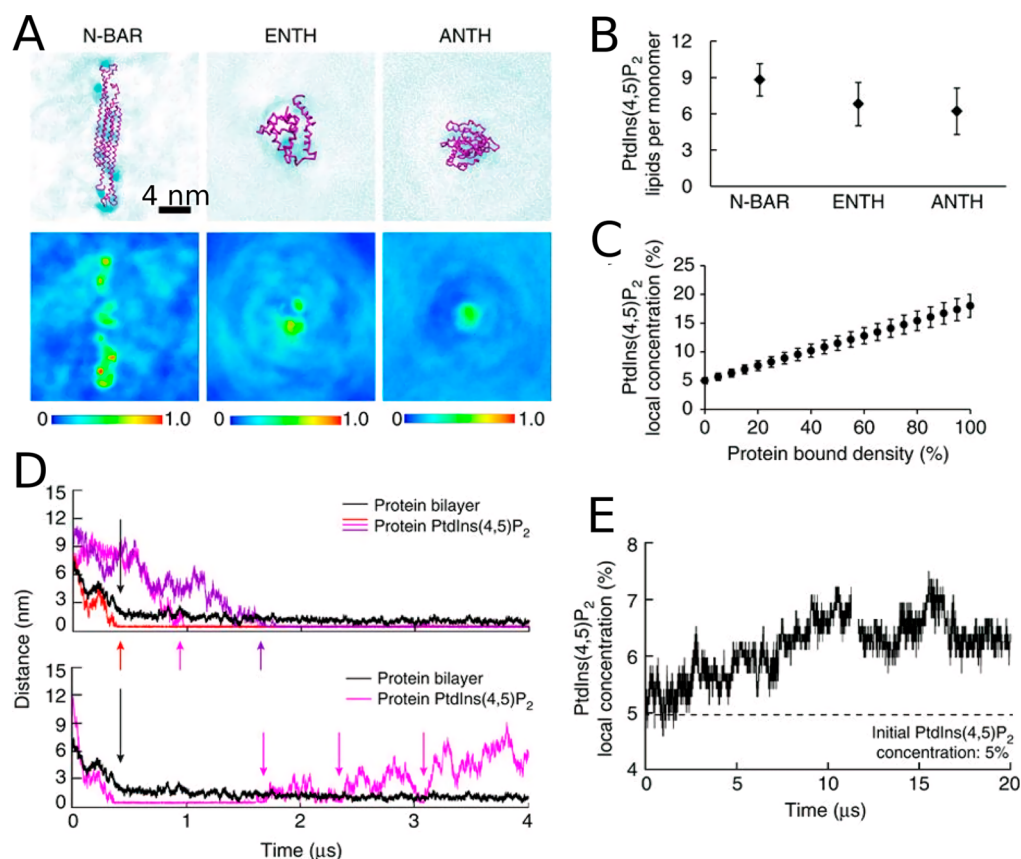 A
N-BAR
ENTH
ANTH
4 nm
0 1.0
0 1.0
0 1.0
B
PtdIns(4,5)P₂
lipids per monomer
12
9
6
3
0
N-BAR ENTH ANTH
C
PtdIns(4,5)P₂
local concentration (%)
25
20
15
10
5
0
0 20 40 60 80 100
Protein bound density (%)
D
Distance (nm)
15
12
9
6
3
0
Protein bilayer
Protein PtdIns(4,5)P₂
15
12
9
6
3
0
Protein bilayer
Protein PtdIns(4,5)P₂
0 1 2 3 4
Time (μs)
E
PtdIns(4,5)P₂
local concentration (%)
8
7
6
5
4
Initial PtdIns(4,5)P₂
concentration: 5%
0 5 10 15 20
Time (μs)